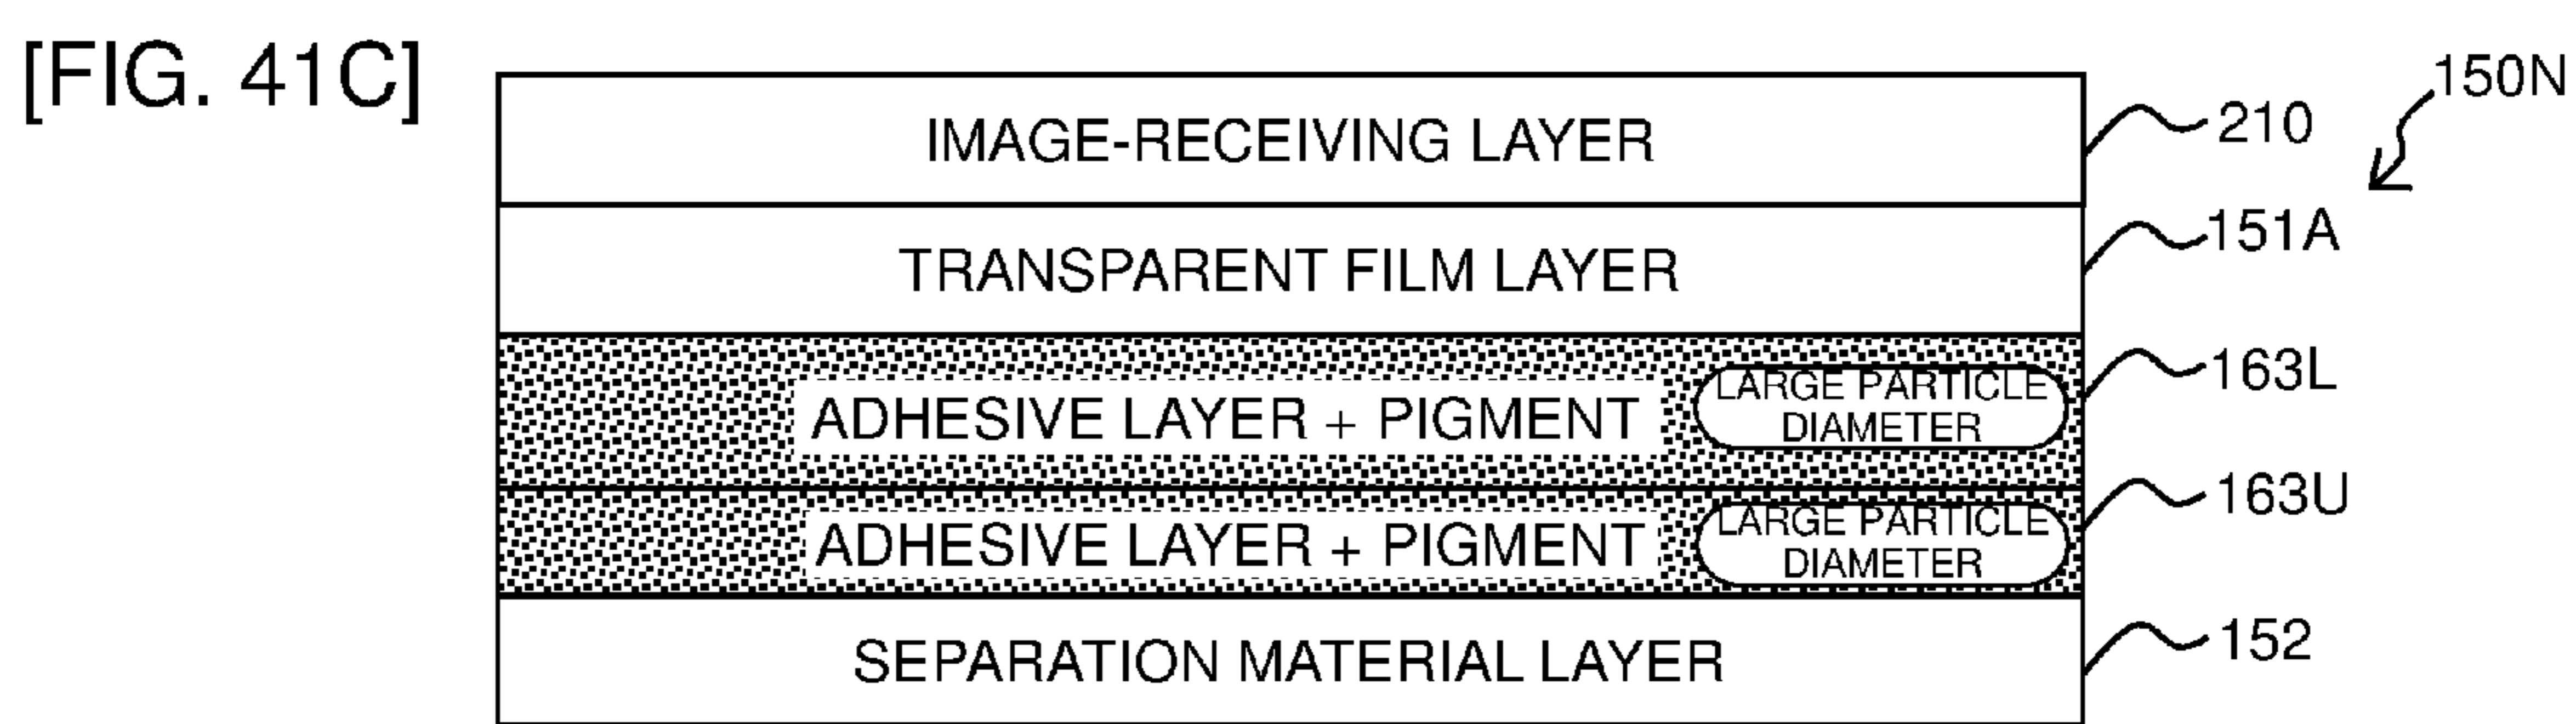 [FIG. 41C]
150N
IMAGE-RECEIVING LAYER 210
TRANSPARENT FILM LAYER 151A
ADHESIVE LAYER + PIGMENT LARGE PARTICLE DIAMETER 163L
ADHESIVE LAYER + PIGMENT LARGE PARTICLE DIAMETER 163U
SEPARATION MATERIAL LAYER 152